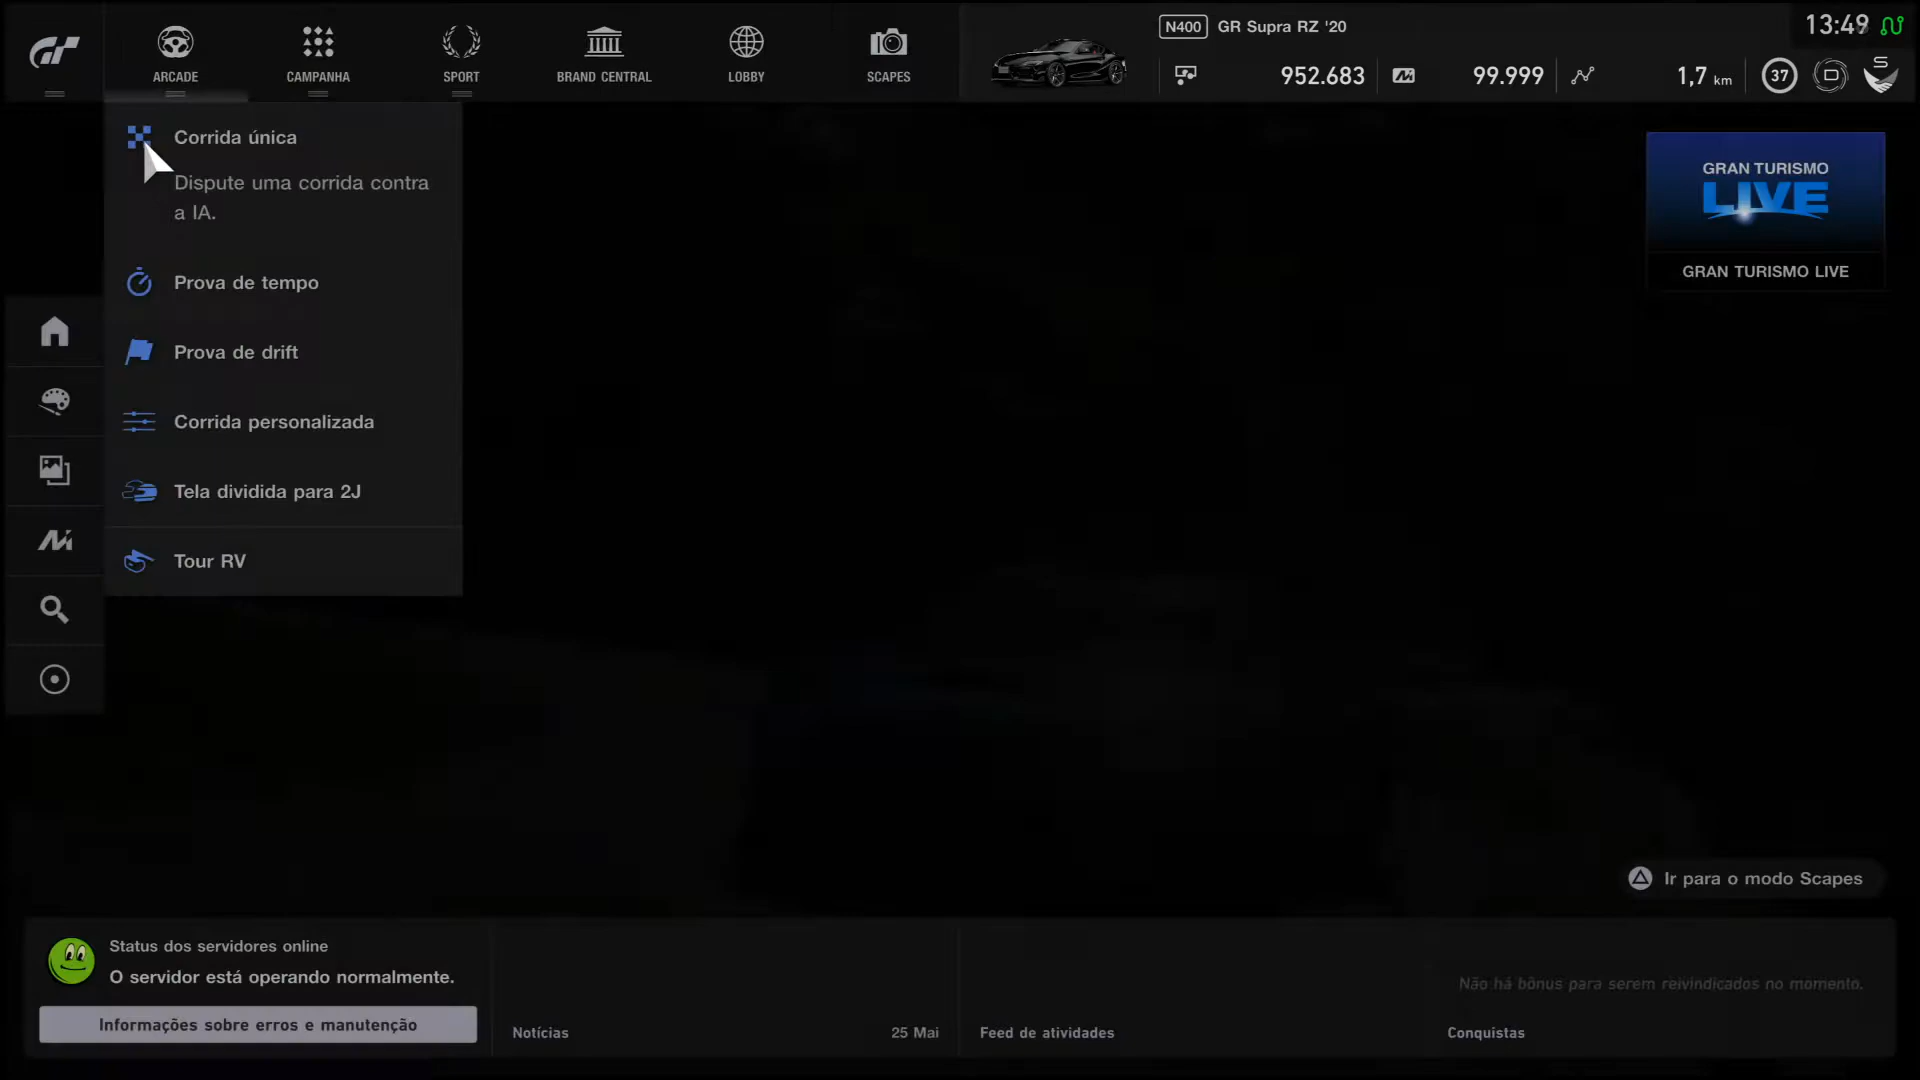 GT
ARCADE
CAMPANHA
SPORT
BRAND CENTRAL
LOBBY
SCAPES
N400 GR Supra RZ '20
13:49
952.683
99.999
1,7 km
37
D
S
Corrida única
Dispute uma corrida contra
a IA.
Prova de tempo
Prova de drift
Corrida personalizada
Tela dividida para 2J
Tour RV
GRAN TURISMO
LIVE
GRAN TURISMO LIVE
Ir para o modo Scapes
Status dos servidores online
O servidor está operando normalmente.
Informações sobre erros e manutenção
Notícias
25 Mai
Feed de atividades
Não há bônus para serem reivindicados no momento.
Conquistas